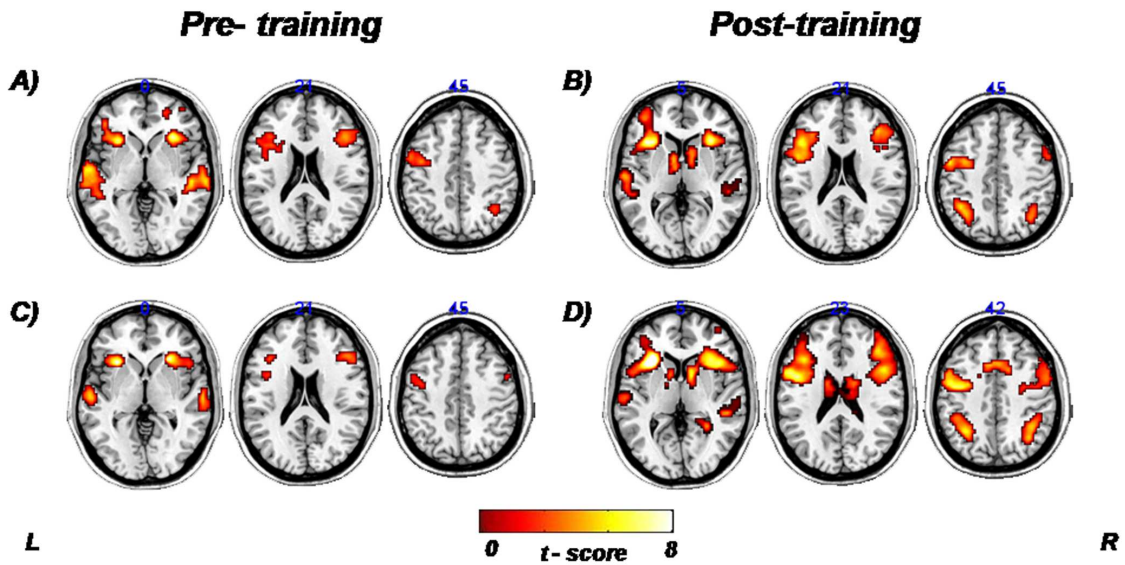 Pre- training Post-training
A) 0 21 45 B) 5 21 45
C) 0 21 45 D) 5 23 42
L 0 t - score 8 R